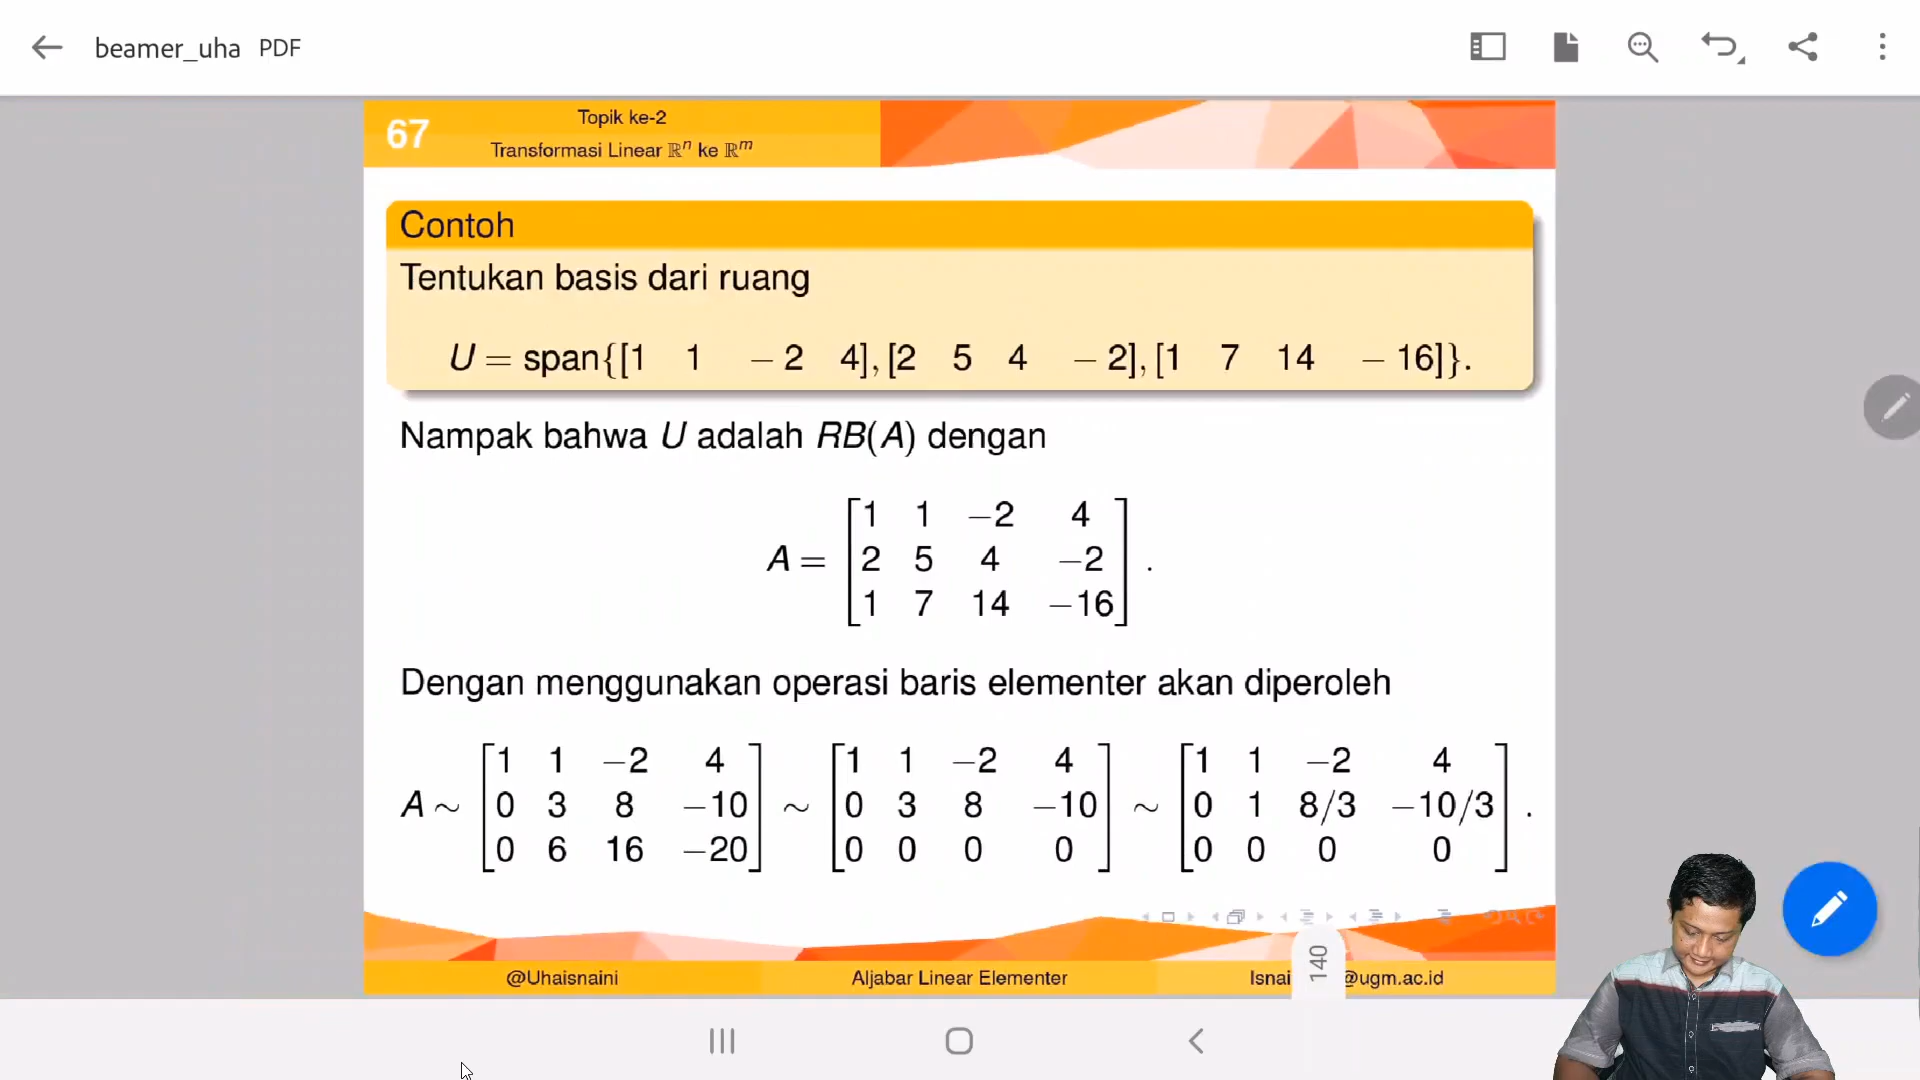 beamer_uha PDF
67
Topik ke-2
Transformasi Linear ℝⁿ ke ℝᵐ
Contoh
Tentukan basis dari ruang
U = span{[1 1 −2 4], [2 5 4 −2], [1 7 14 −16]}.
Nampak bahwa U adalah RB(A) dengan
A = [1 1 −2 4
2 5 4 −2
1 7 14 −16] .
Dengan menggunakan operasi baris elementer akan diperoleh
A ∼ [1 1 −2 4; 0 3 8 −10; 0 6 16 −20] ∼ [1 1 −2 4; 0 3 8 −10; 0 0 0 0] ∼ [1 1 −2 4; 0 1 8/3 −10/3; 0 0 0 0] .
@Uhaisnaini Aljabar Linear Elementer Isnai @ugm.ac.id
140